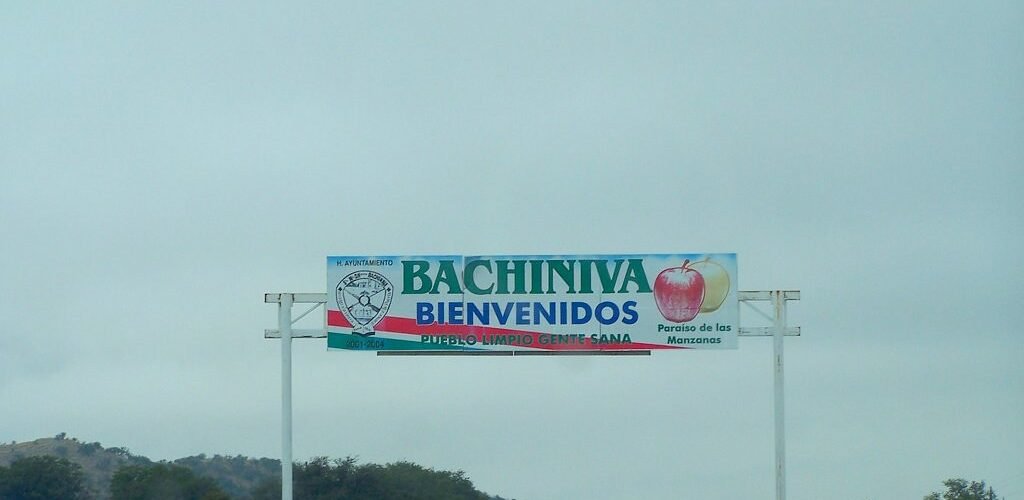 H. AYUNTAMIENTO
BACHINIVA
BIENVENIDOS
PUEBLO LIMPIO GENTE SANA
2001-2004
Paraíso de las
Manzanas